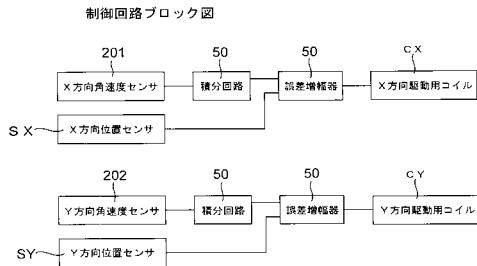 制御回路ブロック図
201 50 50 CX
X方向角速度センサ 積分回路 誤差増幅器 X方向駆動用コイル
SX X方向位置センサ
202 50 50 CY
Y方向角速度センサ 積分回路 誤差増幅器 Y方向駆動用コイル
SY Y方向位置センサ